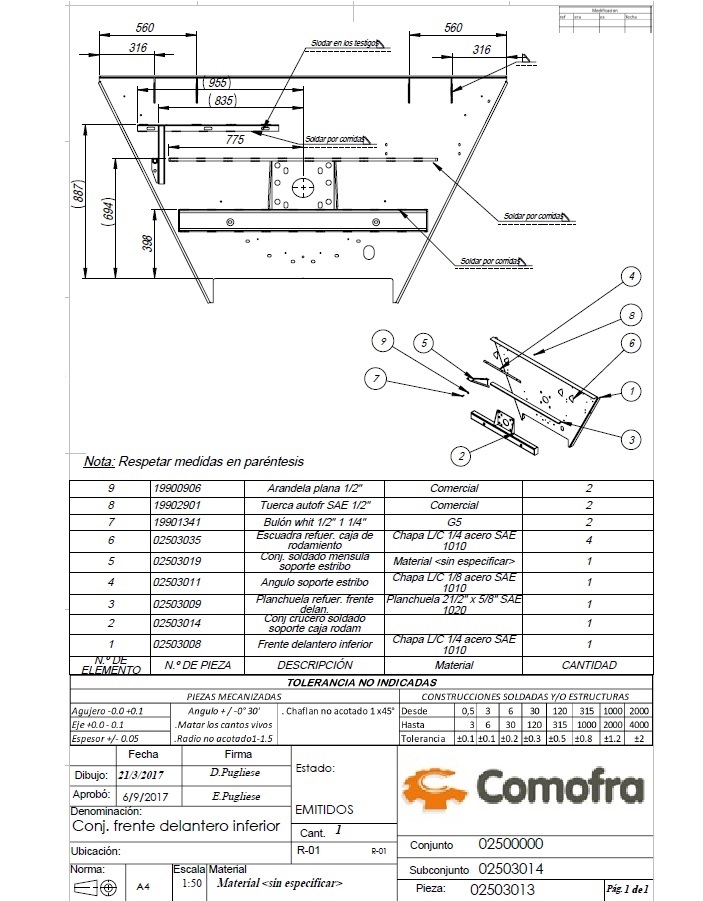 Modificacion
560
560
316
316
Slodar en los testigos
(955)
(835)
775
Soldar por corridas
(887)
(694)
398
Soldar por corridas
Soldar por corridas
4
8
9
5
6
7
1
3
2
Nota: Respetar medidas en paréntesis
9 19900906 Arandela plana 1/2" Comercial 2
8 19902901 Tuerca autofr SAE 1/2" Comercial 2
7 19901341 Bulón whit 1/2" 1 1/4" G5 2
6 02503035 Escuadra refuer. caja de rodamiento Chapa L/C 1/4 acero SAE 1010 4
5 02503019 Conj. soldado mensula soporte estribo Material <sin especificar> 1
4 02503011 Angulo soporte estribo Chapa L/C 1/8 acero SAE 1010 1
3 02503009 Planchuela refuer. frente delan. Planchuela 21/2" x 5/8" SAE 1020 1
2 02503014 Conj crucero soldado soporte caja rodam 1
1 02503008 Frente delantero inferior Chapa L/C 1/4 acero SAE 1010 1
N.º DE ELEMENTO N.º DE PIEZA DESCRIPCIÓN Material CANTIDAD
TOLERANCIA NO INDICADAS
PIEZAS MECANIZADAS CONSTRUCCIONES SOLDADAS Y/O ESTRUCTURAS
Agujero -0.0 +0.1 Angulo + / -0° 30' . Chaflan no acotado 1 x45° Desde 0,5 3 6 30 120 315 1000 2000
Eje +0.0 - 0.1 .Matar los cantos vivos Hasta 3 6 30 120 315 1000 2000 4000
Espesor +/- 0.05 .Radio no acotado1-1.5 Tolerancia ±0.1 ±0.1 ±0.2 ±0.3 ±0.5 ±0.8 ±1.2 ±2
Fecha Firma
Dibujo: 21/3/2017 D.Pugliese
Aprobó: 6/9/2017 E.Pugliese
Estado:
EMITIDOS
Comofra
Denominación:
Conj. frente delantero inferior
Cant. 1
Ubicación:
R-01 R-01
Conjunto 02500000
Subconjunto 02503014
Pieza: 02503013 Pág. 1 de 1
Norma: A4
Escala 1:50
Material
Material <sin especificar>